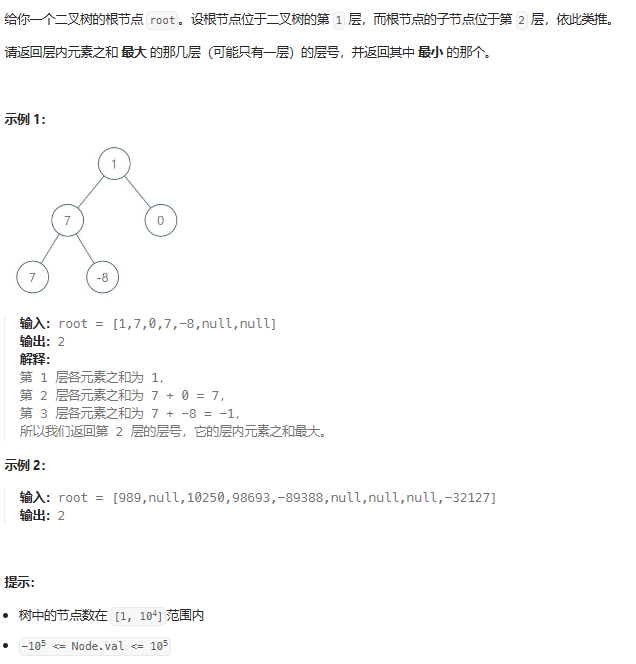 给你一个二叉树的根节点 root。设根节点位于二叉树的第 1 层，而根节点的子节点位于第 2 层，依此类推。
请返回层内元素之和 最大 的那几层（可能只有一层）的层号，并返回其中 最小 的那个。
示例 1：
1
7
0
7
-8
输入：root = [1,7,0,7,-8,null,null]
输出：2
解释：
第 1 层各元素之和为 1，
第 2 层各元素之和为 7 + 0 = 7，
第 3 层各元素之和为 7 + -8 = -1，
所以我们返回第 2 层的层号，它的层内元素之和最大。
示例 2：
输入：root = [989,null,10250,98693,-89388,null,null,null,-32127]
输出：2
提示：
树中的节点数在 [1, 10⁴]范围内
-10⁵ <= Node.val <= 10⁵